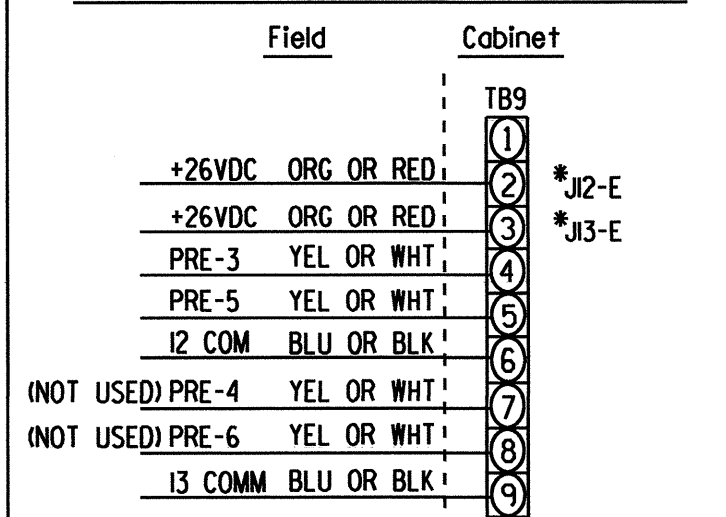 Field Cabinet
TB9
1
+26VDC ORG OR RED 2 *J12-E
+26VDC ORG OR RED 3 *J13-E
PRE-3 YEL OR WHT 4
PRE-5 YEL OR WHT 5
12 COM BLU OR BLK 6
(NOT USED) PRE-4 YEL OR WHT 7
(NOT USED) PRE-6 YEL OR WHT 8
13 COMM BLU OR BLK 9